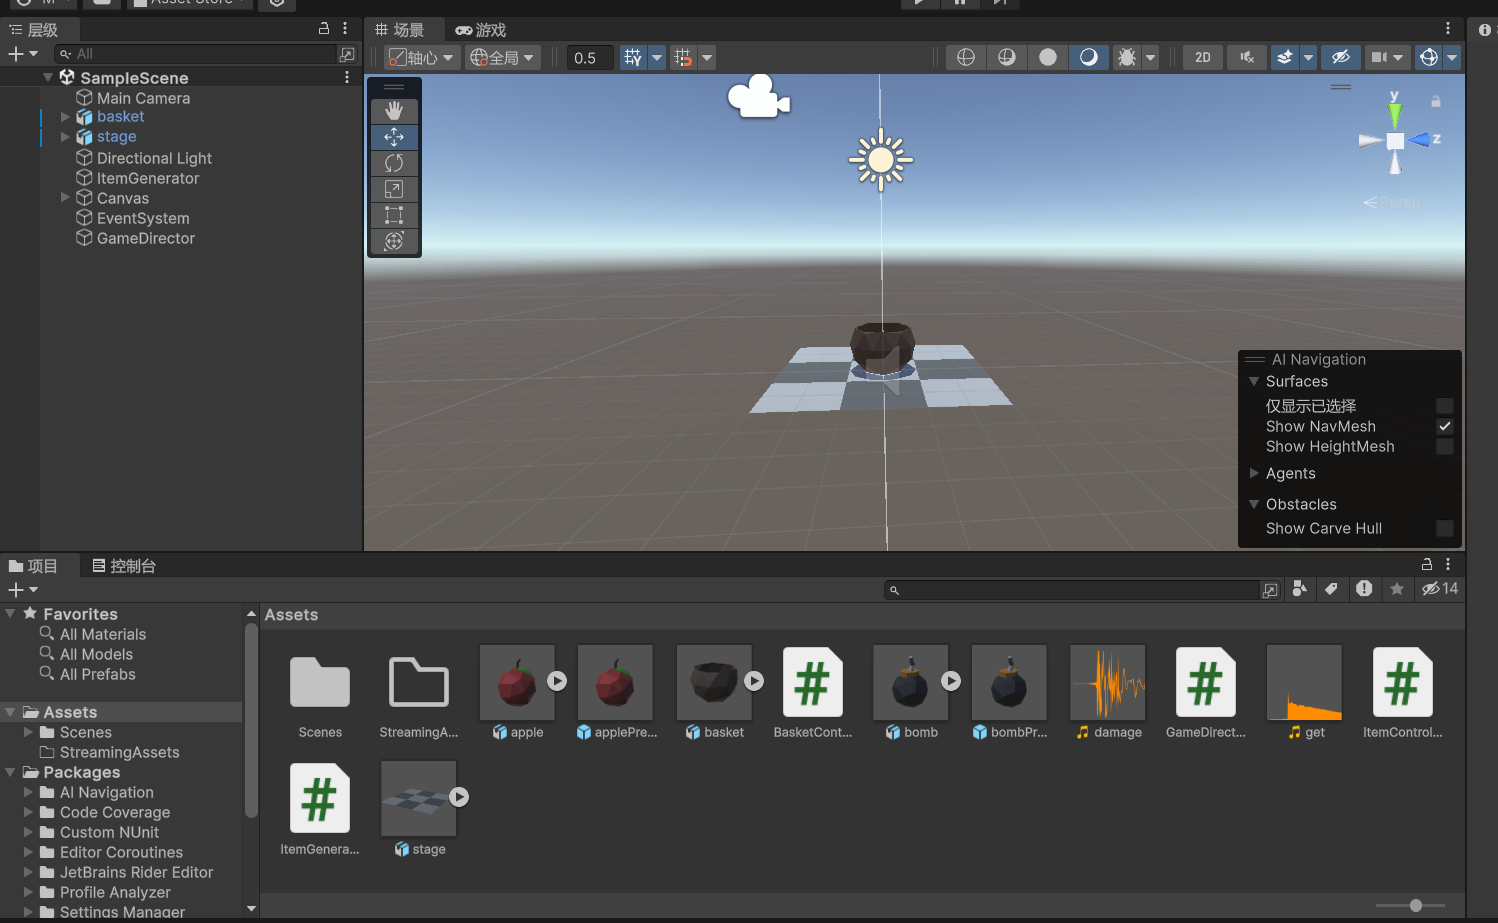 Asset Store
层级
场景
游戏
All
轴心
全局
0.5
2D
SampleScene
Main Camera
basket
stage
Directional Light
ItemGenerator
Canvas
EventSystem
GameDirector
y
z
Persp
AI Navigation
Surfaces
仅显示已选择
Show NavMesh
Show HeightMesh
Agents
Obstacles
Show Carve Hull
项目
控制台
14
Favorites
All Materials
All Models
All Prefabs
Assets
Scenes
StreamingAssets
Packages
AI Navigation
Code Coverage
Custom NUnit
Editor Coroutines
JetBrains Rider Editor
Profile Analyzer
Settings Manager
Assets
Scenes
StreamingA...
apple
applePre...
basket
BasketCont...
bomb
bombPr...
damage
GameDirect...
get
ItemControl...
ItemGenera...
stage